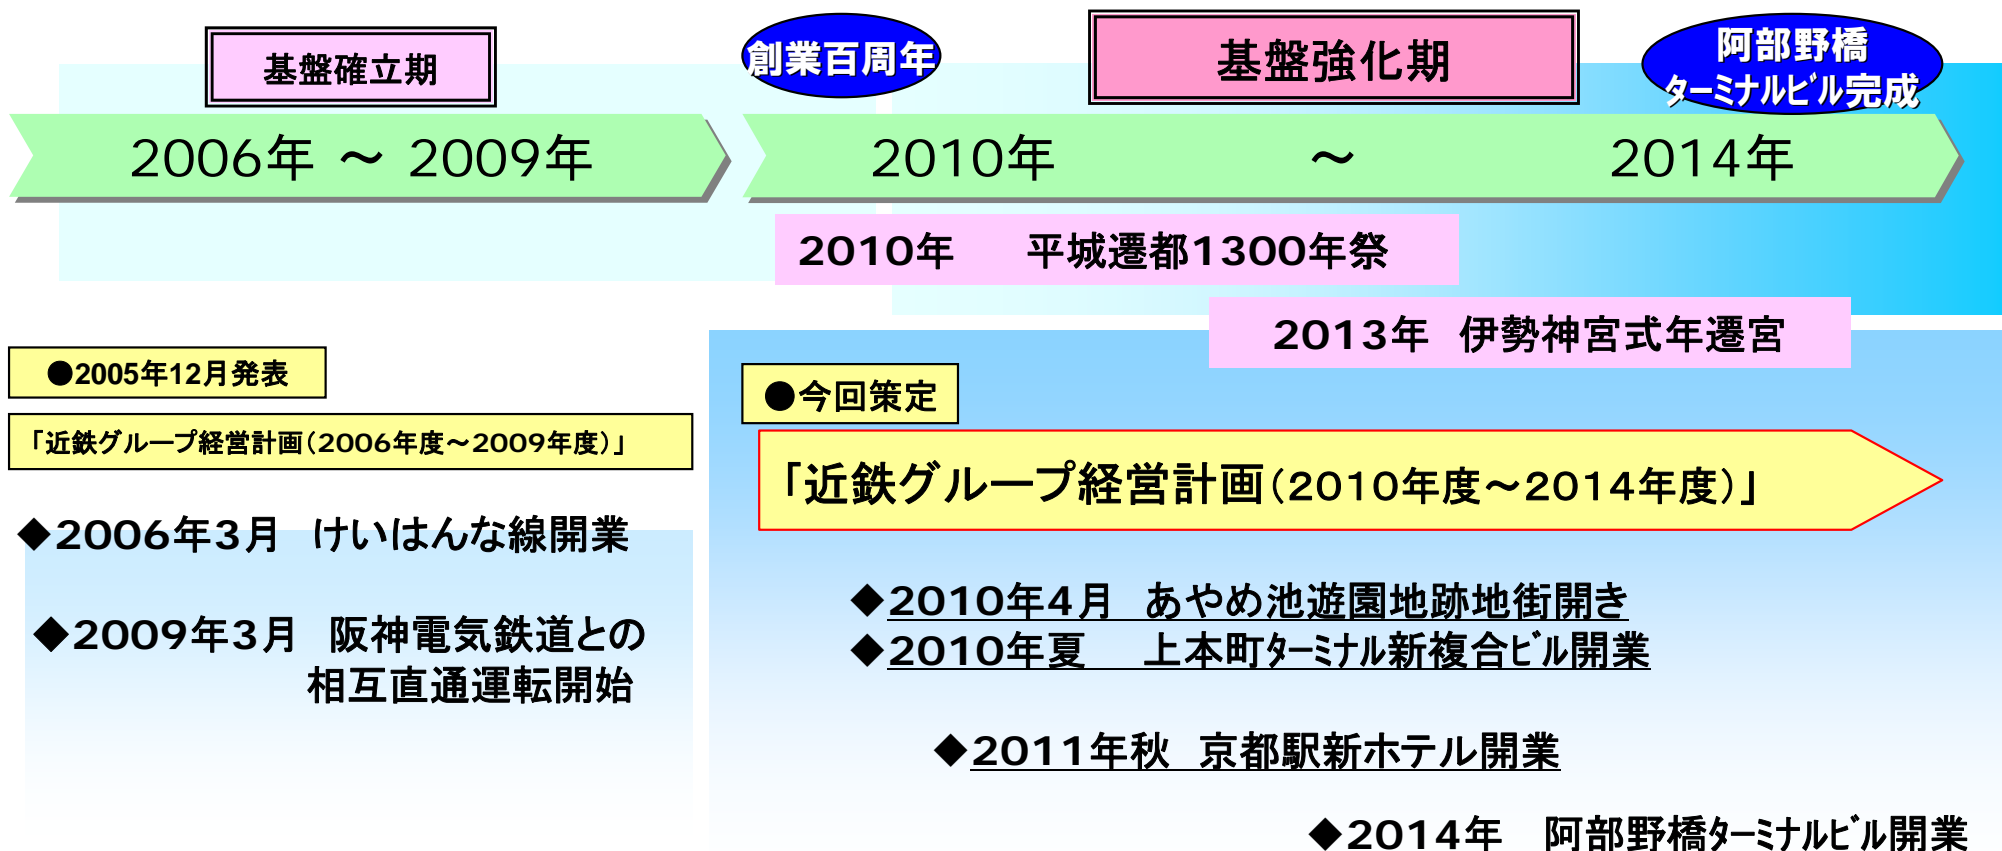 基盤確立期
創業百周年
基盤強化期
阿部野橋
ターミナルビル完成
2006年 ～ 2009年
2010年 ～ 2014年
2010年 平城遷都1300年祭
2013年 伊勢神宮式年遷宮
●2005年12月発表
「近鉄グループ経営計画(2006年度～2009年度)」
◆2006年3月 けいはんな線開業
◆2009年3月 阪神電気鉄道との
相互直通運転開始
●今回策定
「近鉄グループ経営計画(2010年度～2014年度)」
◆2010年4月 あやめ池遊園地跡地街開き
◆2010年夏 上本町ターミナル新複合ビル開業
◆2011年秋 京都駅新ホテル開業
◆2014年 阿部野橋ターミナルビル開業